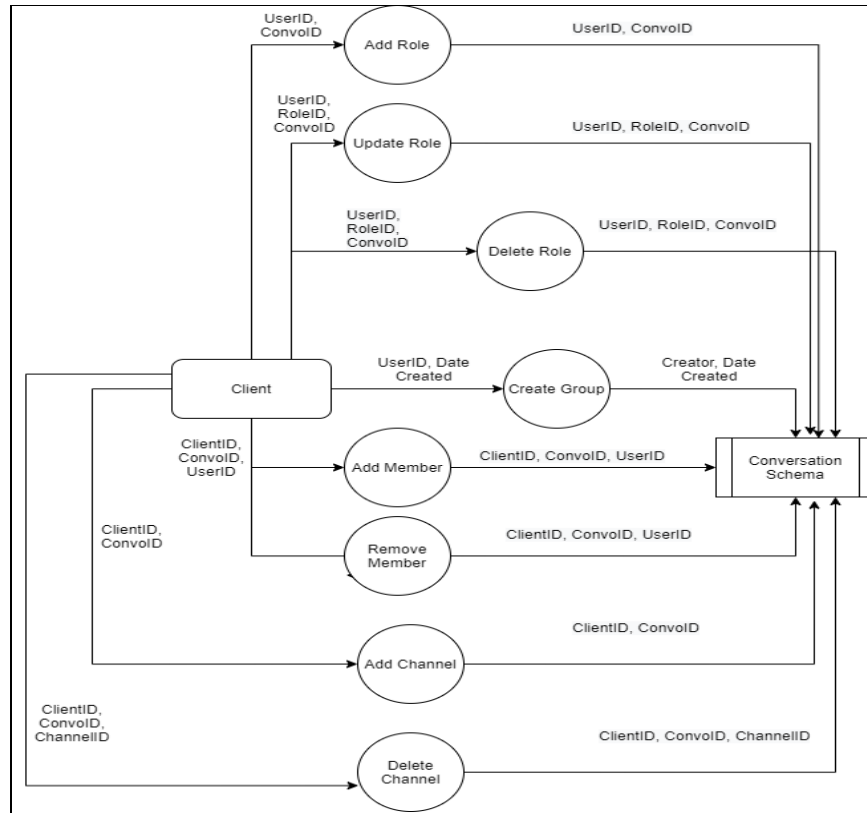 UserID,
ConvoID
Add Role
UserID, ConvoID
UserID,
RoleID,
ConvoID
Update Role
UserID, RoleID, ConvoID
UserID,
RoleID,
ConvoID
Delete Role
UserID, RoleID, ConvoID
Client
UserID, Date
Created
Create Group
Creator, Date
Created
ClientID,
ConvoID,
UserID
Add Member
ClientID, ConvoID, UserID
Conversation
Schema
Remove
Member
ClientID, ConvoID, UserID
ClientID,
ConvoID
Add Channel
ClientID, ConvoID
ClientID,
ConvoID,
ChannelID
Delete
Channel
ClientID, ConvoID, ChannelID